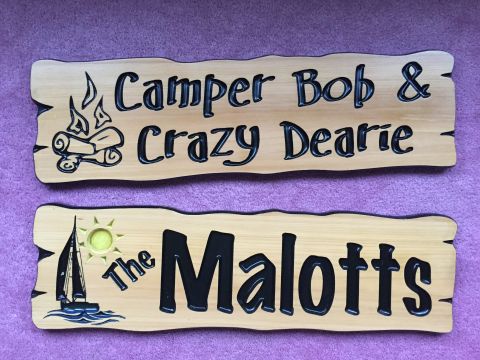 Camper Bob &
Crazy Dearie
The Malotts